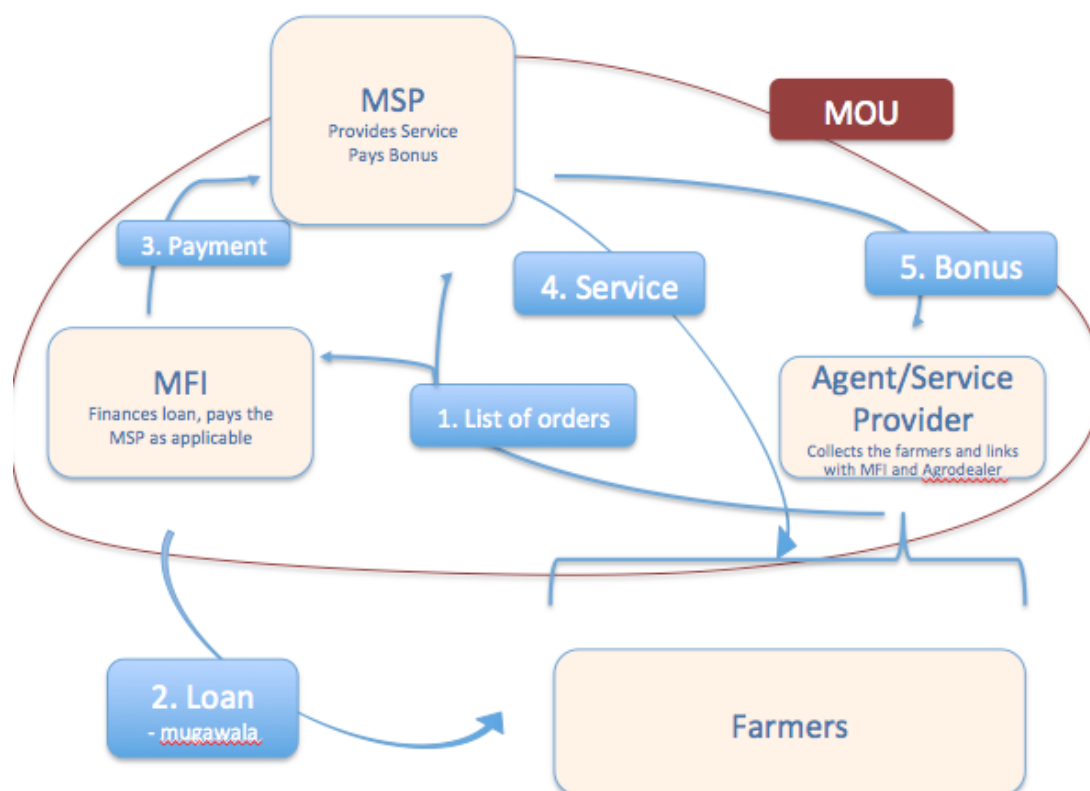 MSP
Provides Service
Pays Bonus
MOU
3. Payment
4. Service
5. Bonus
MFI
Finances loan, pays the
MSP as applicable
1. List of orders
Agent/Service
Provider
Collects the farmers and links
with MFI and Agrodealer
2. Loan
- mugawala
Farmers